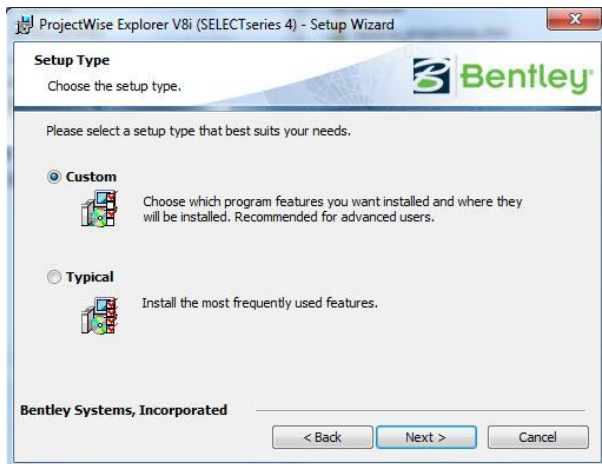 ProjectWise Explorer V8i (SELECTseries 4) - Setup Wizard
Setup Type
Choose the setup type.
Bentley
Please select a setup type that best suits your needs.
Custom
Choose which program features you want installed and where they
will be installed. Recommended for advanced users.
Typical
Install the most frequently used features.
Bentley Systems, Incorporated
< Back Next > Cancel